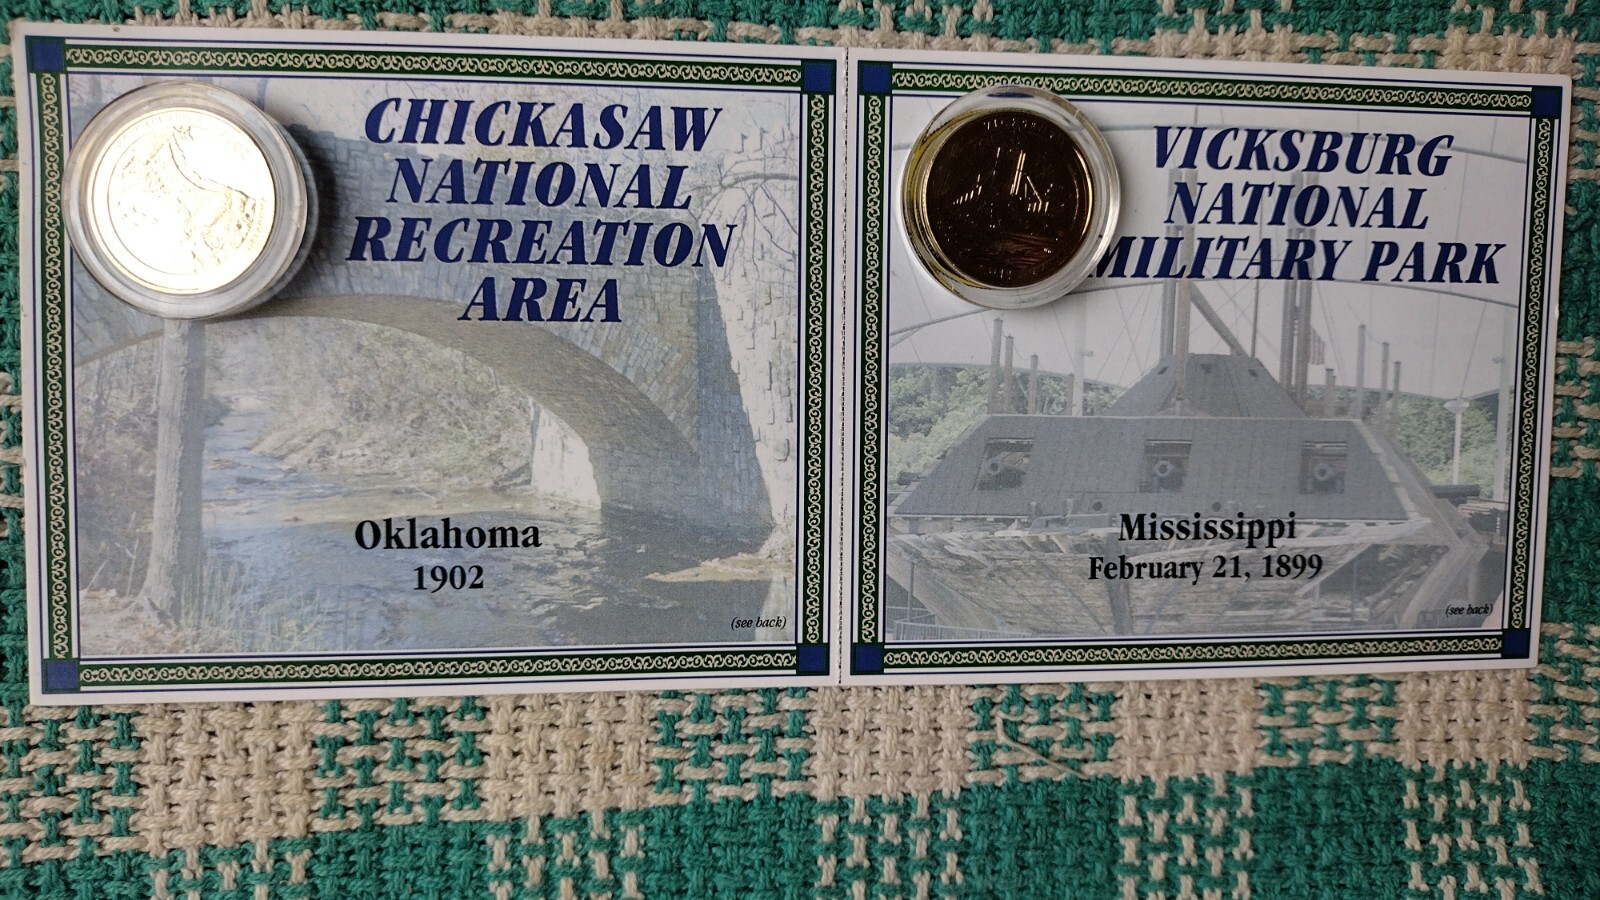 CHICKASAW
NATIONAL
RECREATION
AREA
Oklahoma
1902
(see back)
VICKSBURG
NATIONAL
MILITARY PARK
Mississippi
February 21, 1899
(see back)